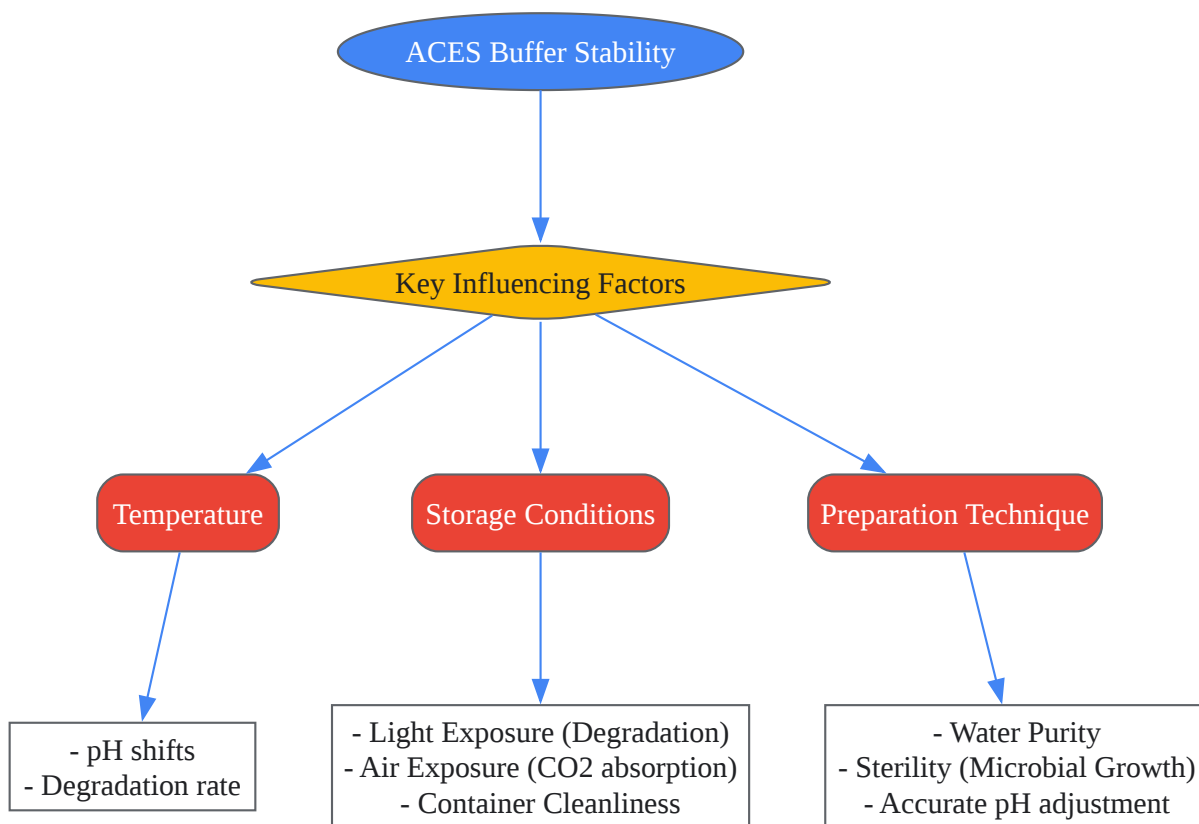 ACES Buffer Stability
Key Influencing Factors
Temperature
Storage Conditions
Preparation Technique
- pH shifts
- Degradation rate
- Light Exposure (Degradation)
- Air Exposure (CO2 absorption)
- Container Cleanliness
- Water Purity
- Sterility (Microbial Growth)
- Accurate pH adjustment